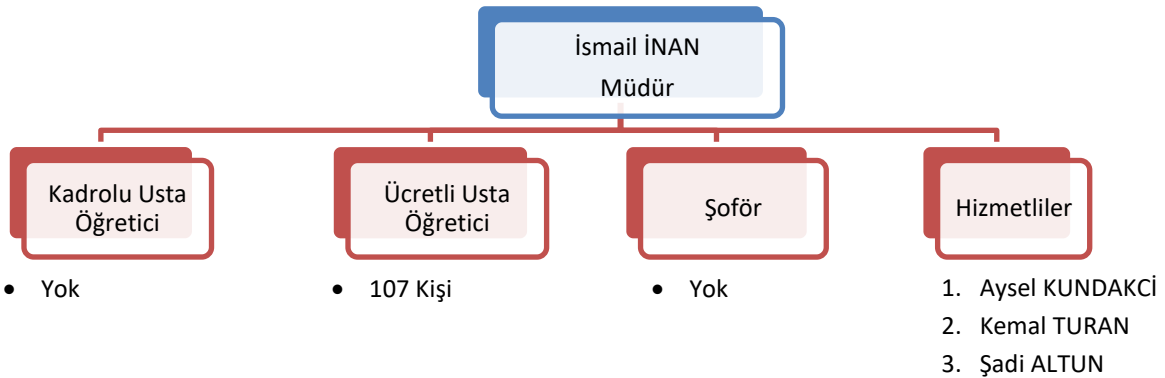 İsmail İNAN
Müdür
Kadrolu Usta
Öğretici
Ücretli Usta
Öğretici
Şoför
Hizmetliler
• Yok
• 107 Kişi
• Yok
1. Aysel KUNDAKCİ
2. Kemal TURAN
3. Şadi ALTUN